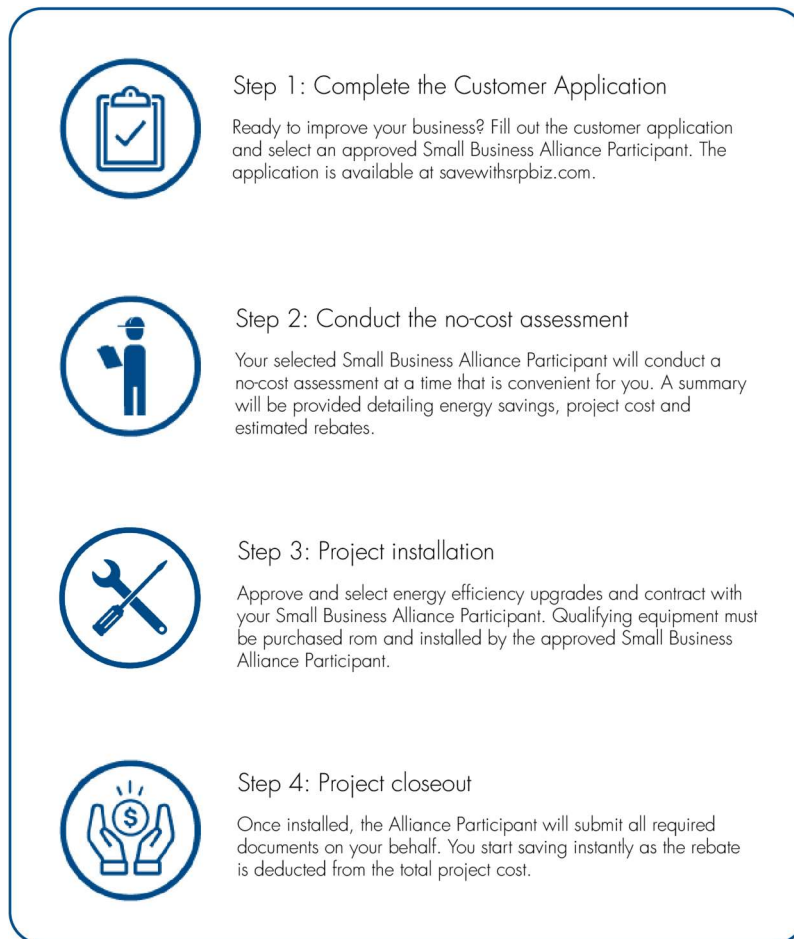 Step 1: Complete the Customer Application
Ready to improve your business? Fill out the customer application
and select an approved Small Business Alliance Participant. The
application is available at savewithsrpbiz.com.
Step 2: Conduct the no-cost assessment
Your selected Small Business Alliance Participant will conduct a
no-cost assessment at a time that is convenient for you. A summary
will be provided detailing energy savings, project cost and
estimated rebates.
Step 3: Project installation
Approve and select energy efficiency upgrades and contract with
your Small Business Alliance Participant. Qualifying equipment must
be purchased rom and installed by the approved Small Business
Alliance Participant.
$
Step 4: Project closeout
Once installed, the Alliance Participant will submit all required
documents on your behalf. You start saving instantly as the rebate
is deducted from the total project cost.